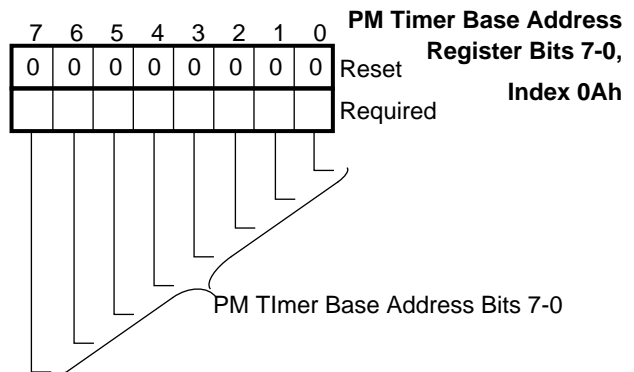 PM Timer Base Address
Register Bits 7-0,
Index 0Ah
7 6 5 4 3 2 1 0
0 0 0 0 0 0 0 0 Reset
Required
PM TImer Base Address Bits 7-0